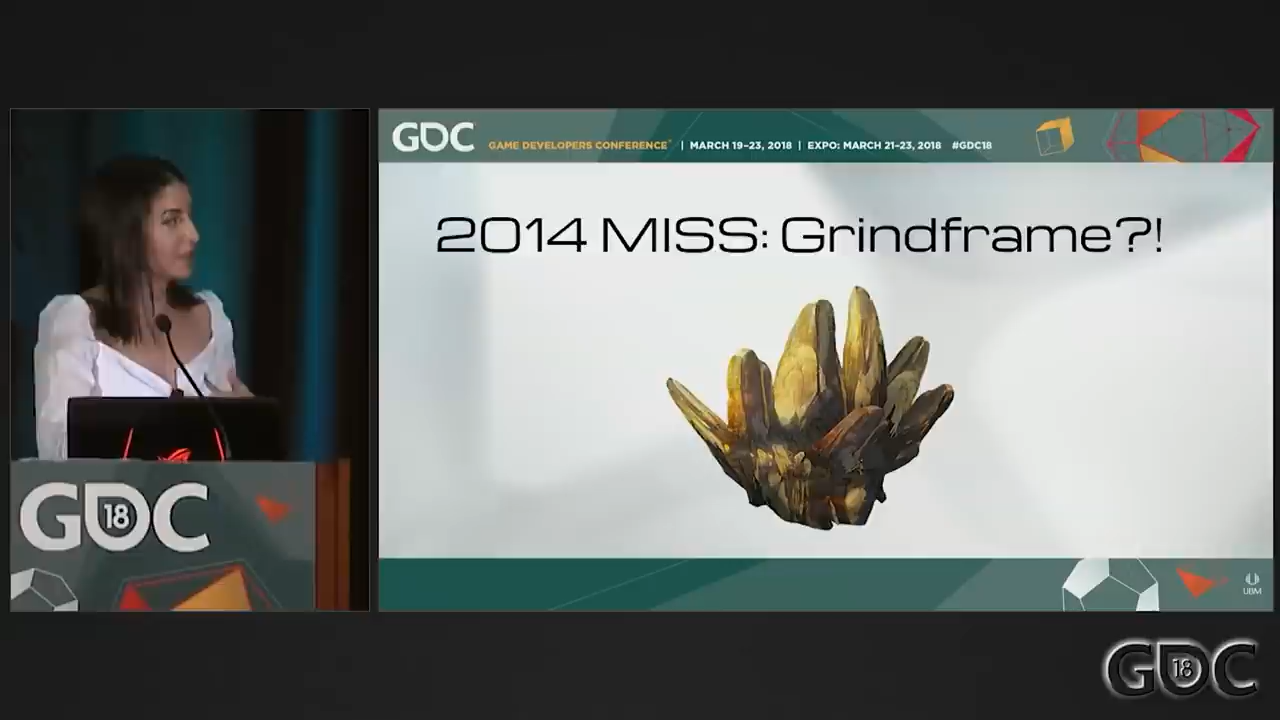 GDC GAME DEVELOPERS CONFERENCE | MARCH 19-23, 2018 | EXPO: MARCH 21-23, 2018 #GDC18
2014 MISS: Grindframe?!
GDC
18
UBM
GDC
18